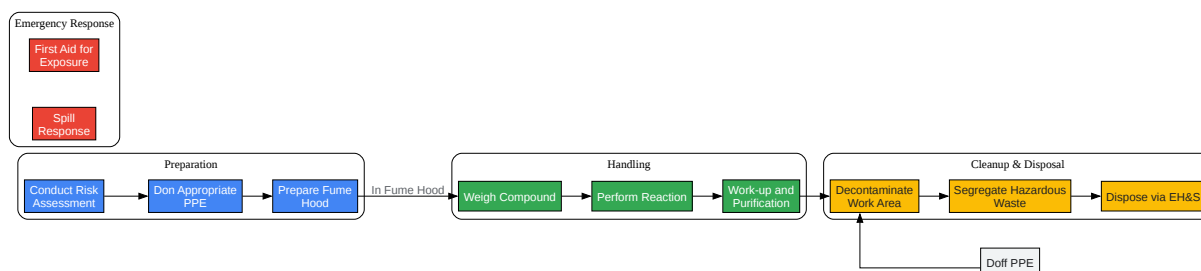 Emergency Response
First Aid for
Exposure
Spill
Response
Preparation
Conduct Risk
Assessment
Don Appropriate
PPE
Prepare Fume
Hood
In Fume Hood
Handling
Weigh Compound
Perform Reaction
Work-up and
Purification
Cleanup & Disposal
Decontaminate
Work Area
Segregate Hazardous
Waste
Dispose via EH&S
Doff PPE